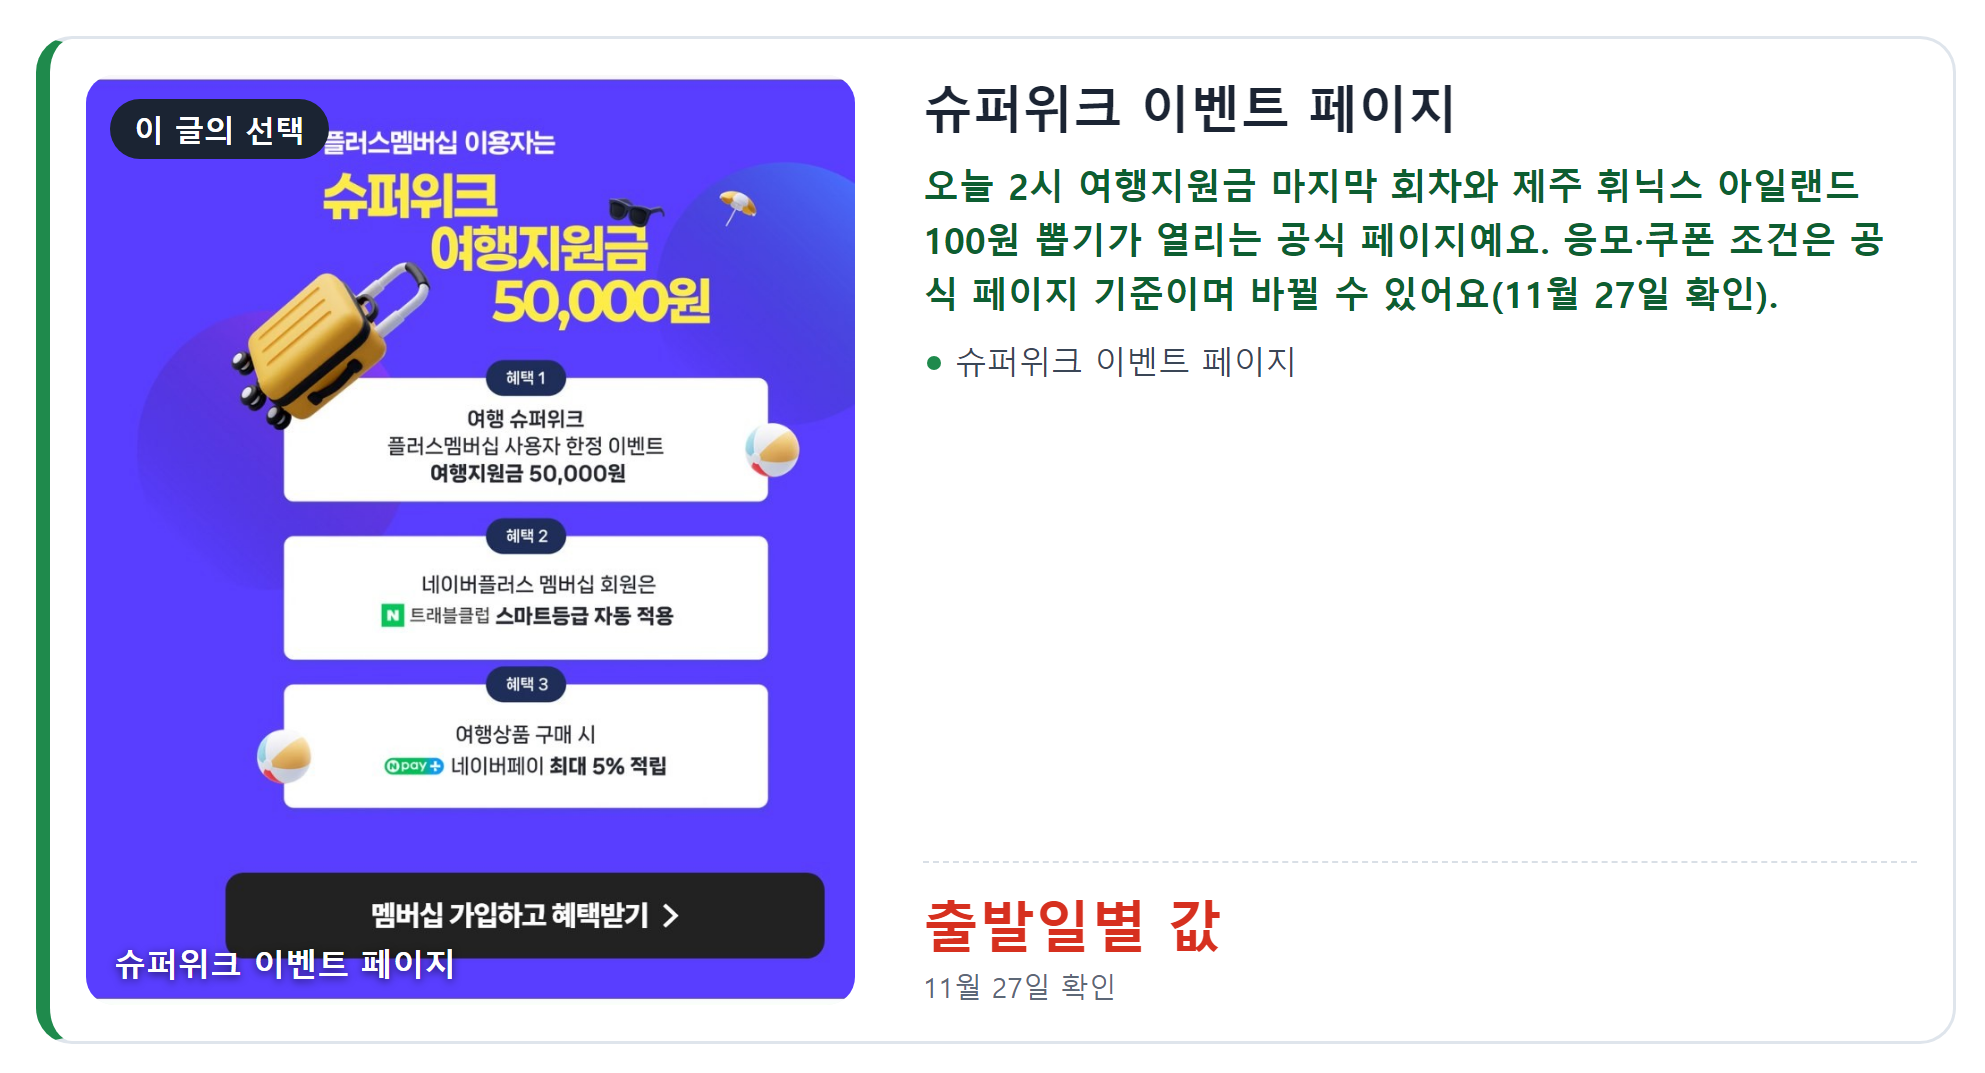 이 글의 선택
플러스멤버십 이용자는
슈퍼위크
여행지원금
50,000원
혜택 1
여행 슈퍼위크
플러스멤버십 사용자 한정 이벤트
여행지원금 50,000원
혜택 2
네이버플러스 멤버십 회원은
N 트래블클럽 스마트등급 자동 적용
혜택 3
여행상품 구매 시
N pay+ 네이버페이 최대 5% 적립
멤버십 가입하고 혜택받기 >
슈퍼위크 이벤트 페이지
슈퍼위크 이벤트 페이지
오늘 2시 여행지원금 마지막 회차와 제주 휘닉스 아일랜드
100원 뽑기가 열리는 공식 페이지예요. 응모·쿠폰 조건은 공
식 페이지 기준이며 바뀔 수 있어요(11월 27일 확인).
● 슈퍼위크 이벤트 페이지
출발일별 값
11월 27일 확인